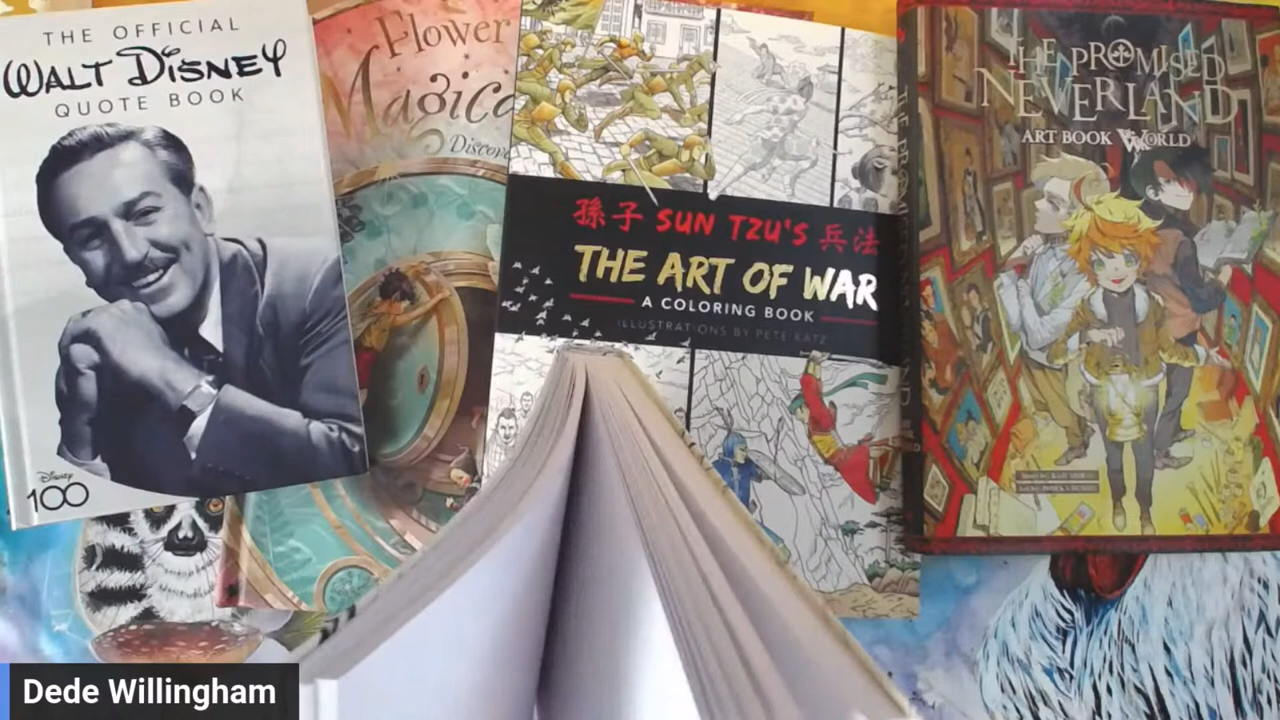 THE OFFICIAL
WALT DISNEY
QUOTE BOOK
Disney
100
Flower
Magica
Discove
孫子 SUN TZU'S 兵法
THE ART OF WAR
A COLORING BOOK
ILLUSTRATIONS BY PETE KATZ
THE PROMISED
NEVERLAND
ART BOOK WORLD
Dede Willingham